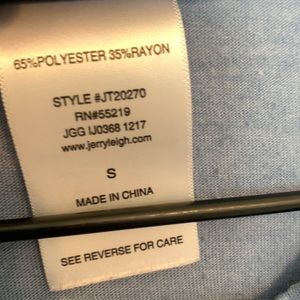 65%POLYESTER 35%RAYON
STYLE #JT20270
RN#55219
JGG IJ0368 1217
www.jerryleigh.com
S
MADE IN CHINA
SEE REVERSE FOR CARE